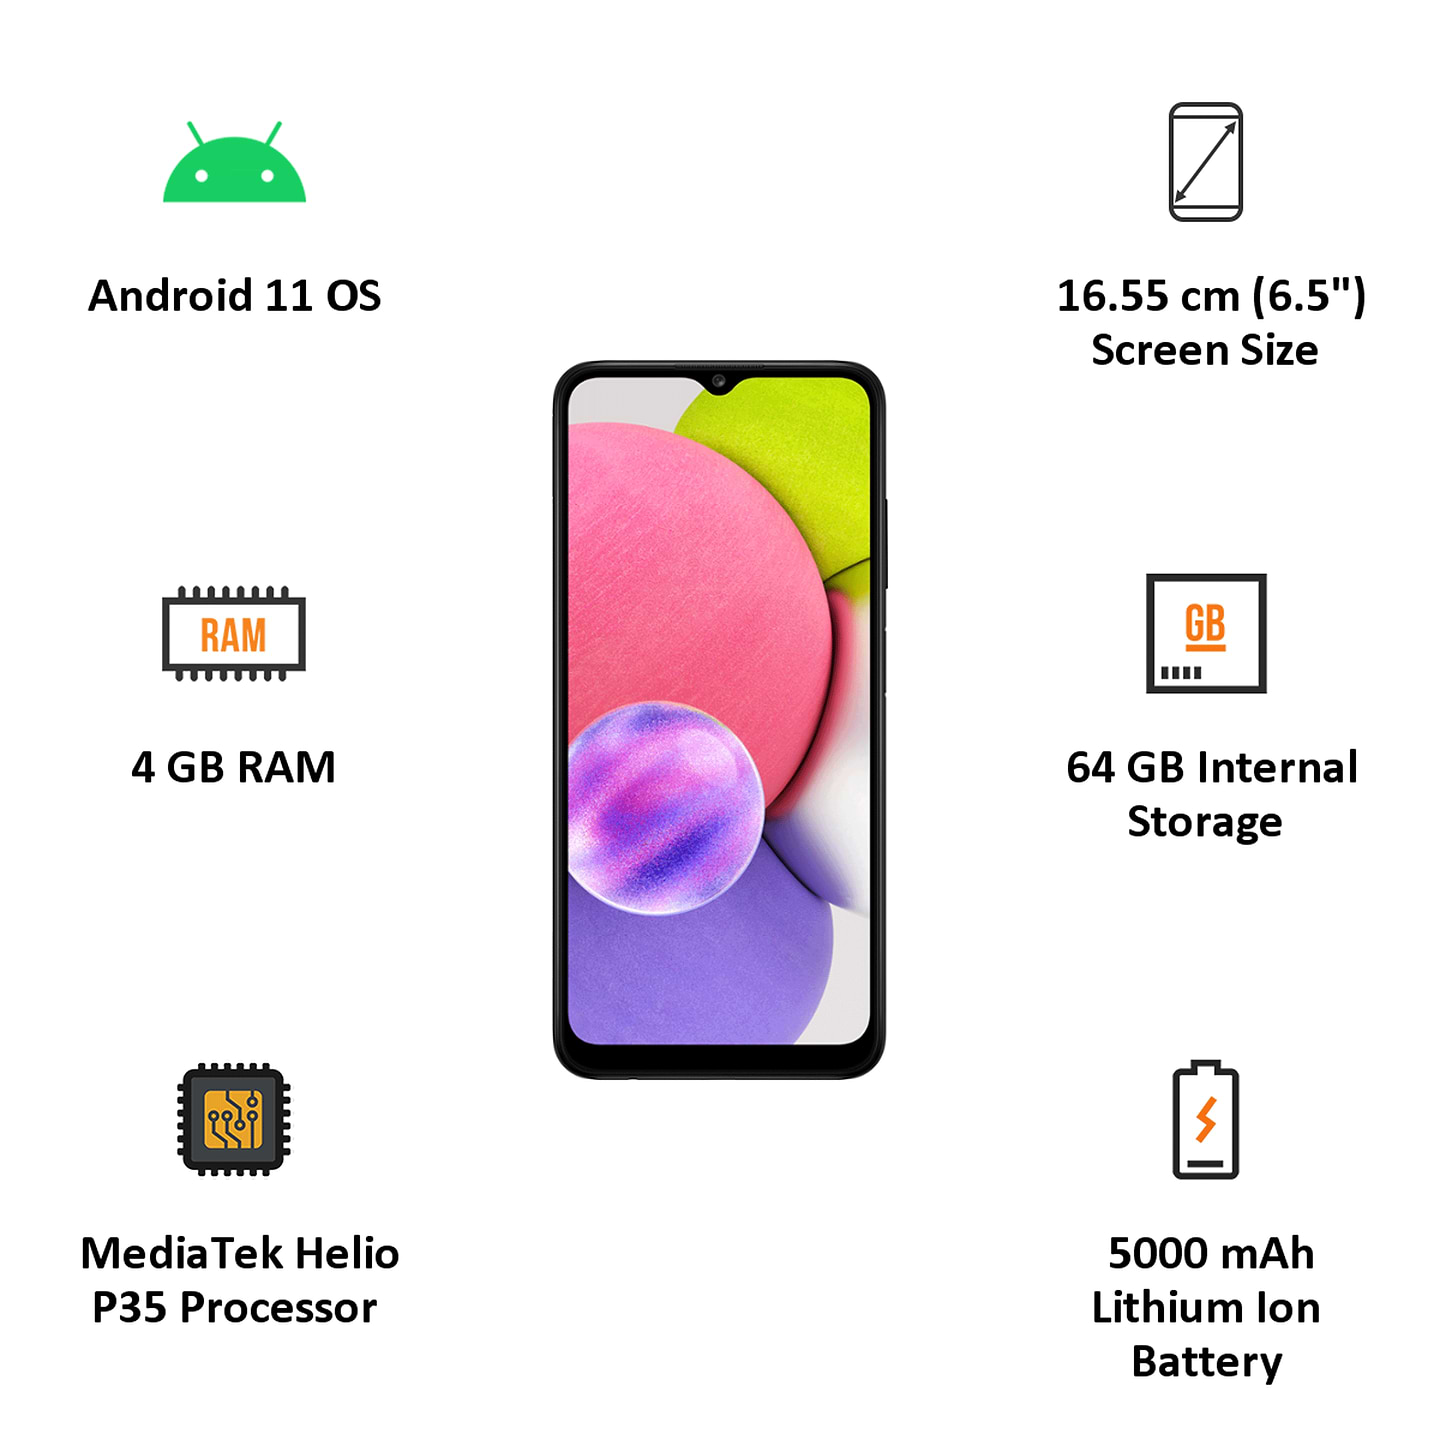 Android 11 OS
16.55 cm (6.5")
Screen Size
RAM
4 GB RAM
GB
64 GB Internal
Storage
MediaTek Helio
P35 Processor
5000 mAh
Lithium Ion
Battery